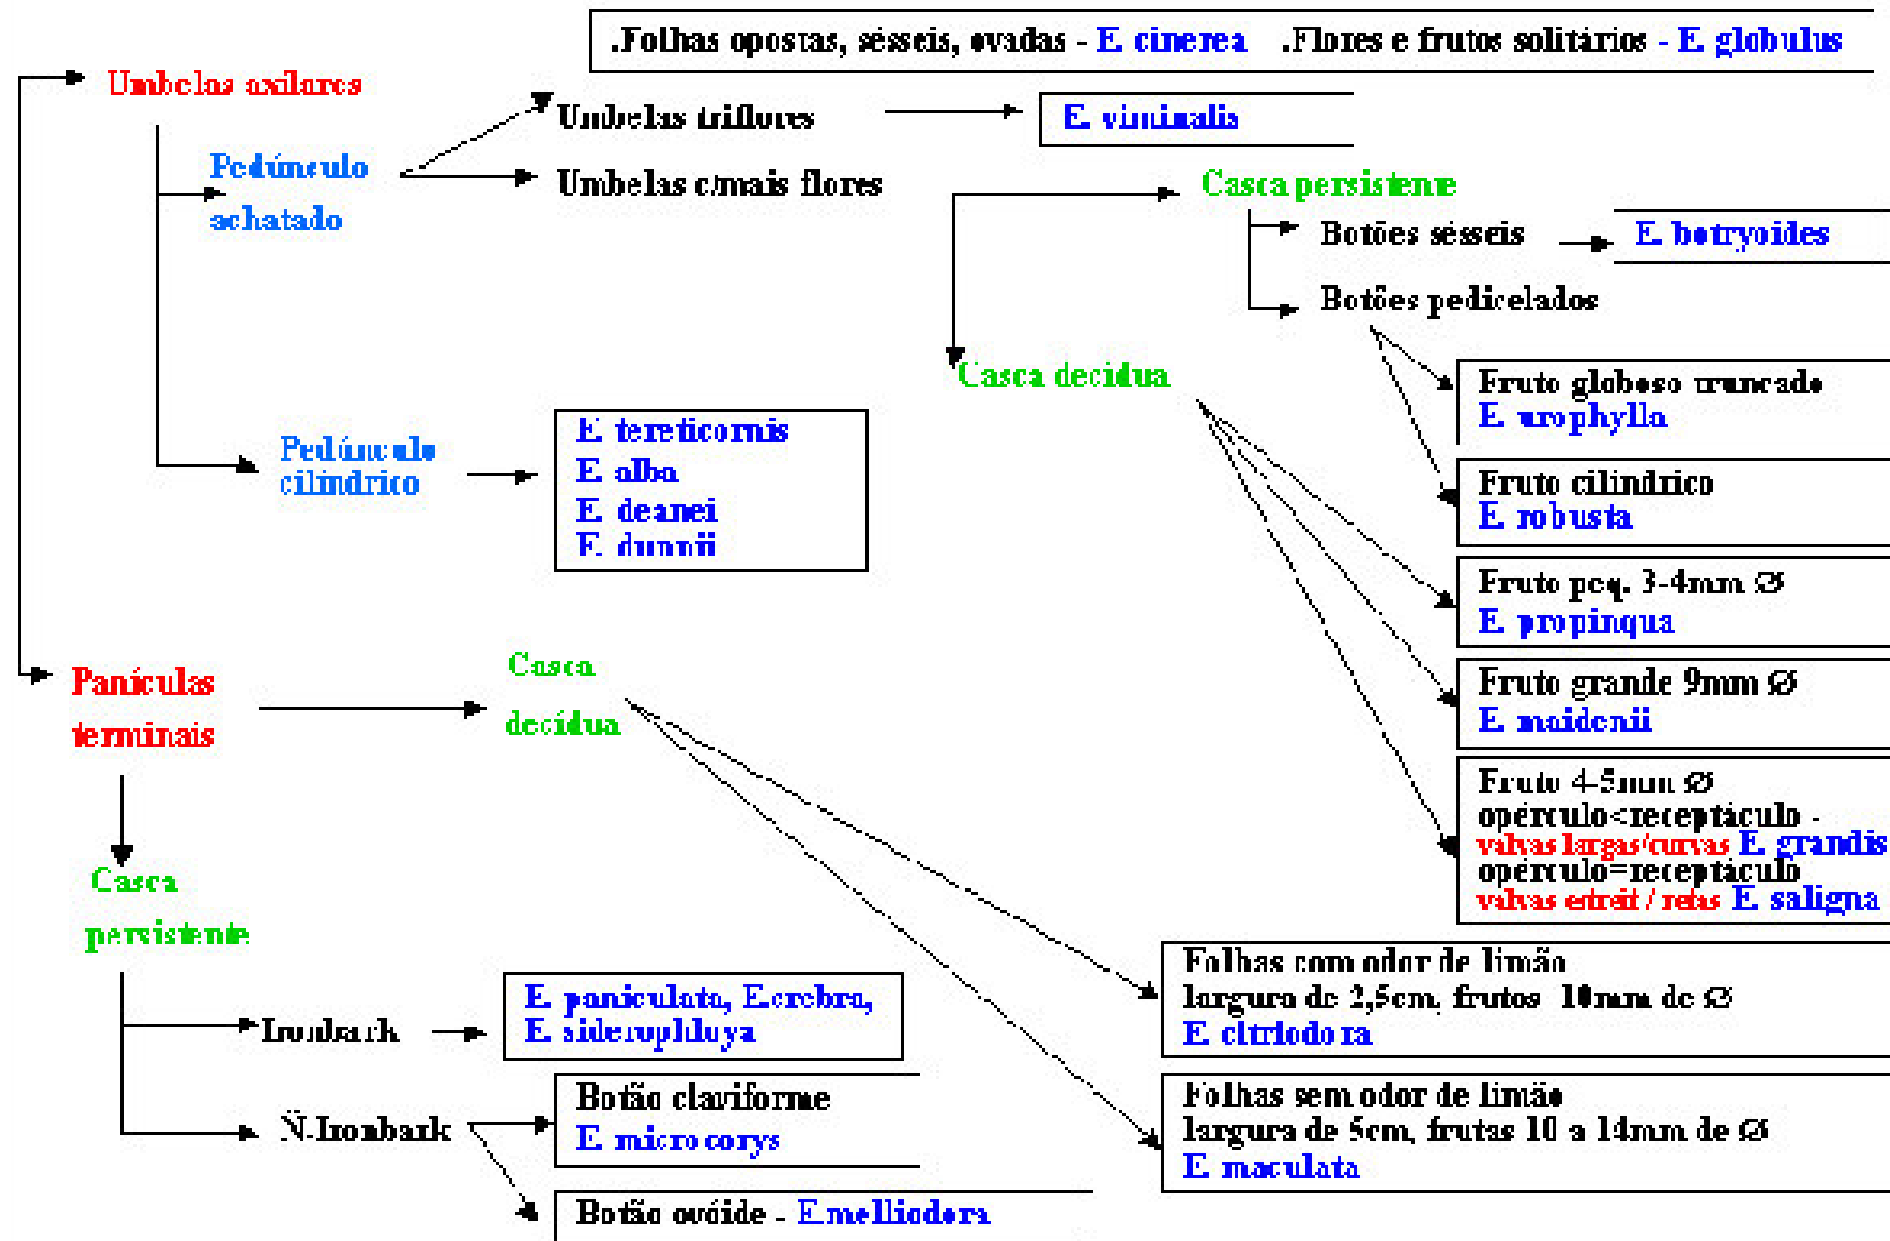 .Folhas opostas, sésseis, ovadas - E. cinerea .Flores e frutos solitários - E. globulus
Umbelas axilares
Umbelas triflores
E. viminalis
Pedúnculo
achatado
Umbelas c/mais flores
Casca persistente
Botões sésseis
E. botryoides
Botões pedicelados
Casca decídua
Fruto globoso truncado
E. urophylla
Fruto cilíndrico
E. robusta
Pedúnculo
cilíndrico
E. tereticornis
E. alba
E. deanei
E. dunnii
Fruto peq. 3-4mm Ø
E. propinqua
Fruto grande 9mm Ø
E. maidenii
Fruto 4-5mm Ø
opérculo<receptáculo -
valvas largas/curvas E. grandis
opérculo=receptáculo
valvas estreit / retas E. saligna
Panículas
terminais
Casca
decídua
Casca
persistente
Folhas com odor de limão
largura de 2,5cm, frutos 10mm de Ø
E. citriodora
Folhas sem odor de limão
largura de 5cm, frutas 10 a 14mm de Ø
E. maculata
Ironbark
E. paniculata, E.crebra,
E. siderophloya
Ñ-Ironbark
Botão claviforme
E. microcorys
Botão ovóide - E.melliodora